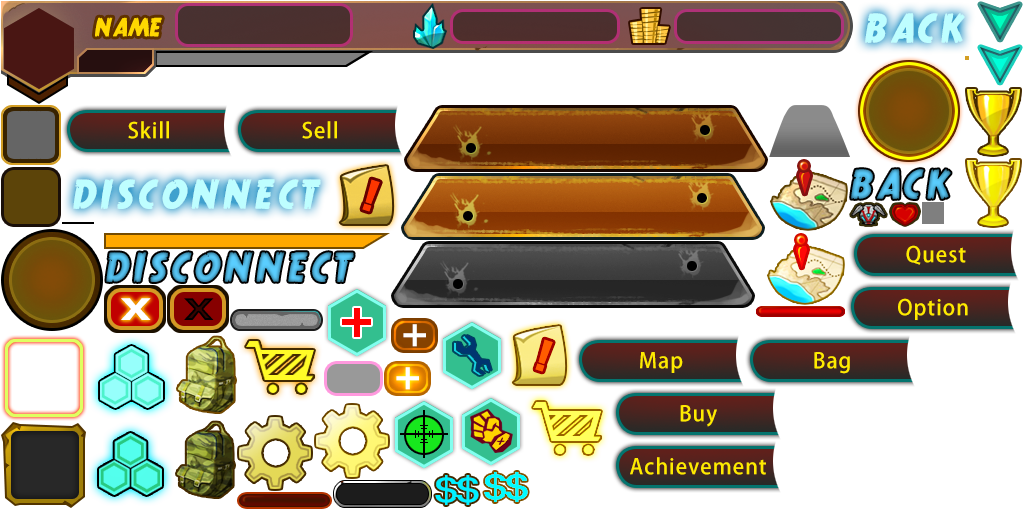 NAME
BACK
Skill
Sell
DISCONNECT
!
BACK
DISCONNECT
Quest
Option
X
X
+
+
+
!
Map
Bag
Buy
Achievement
$$
$$